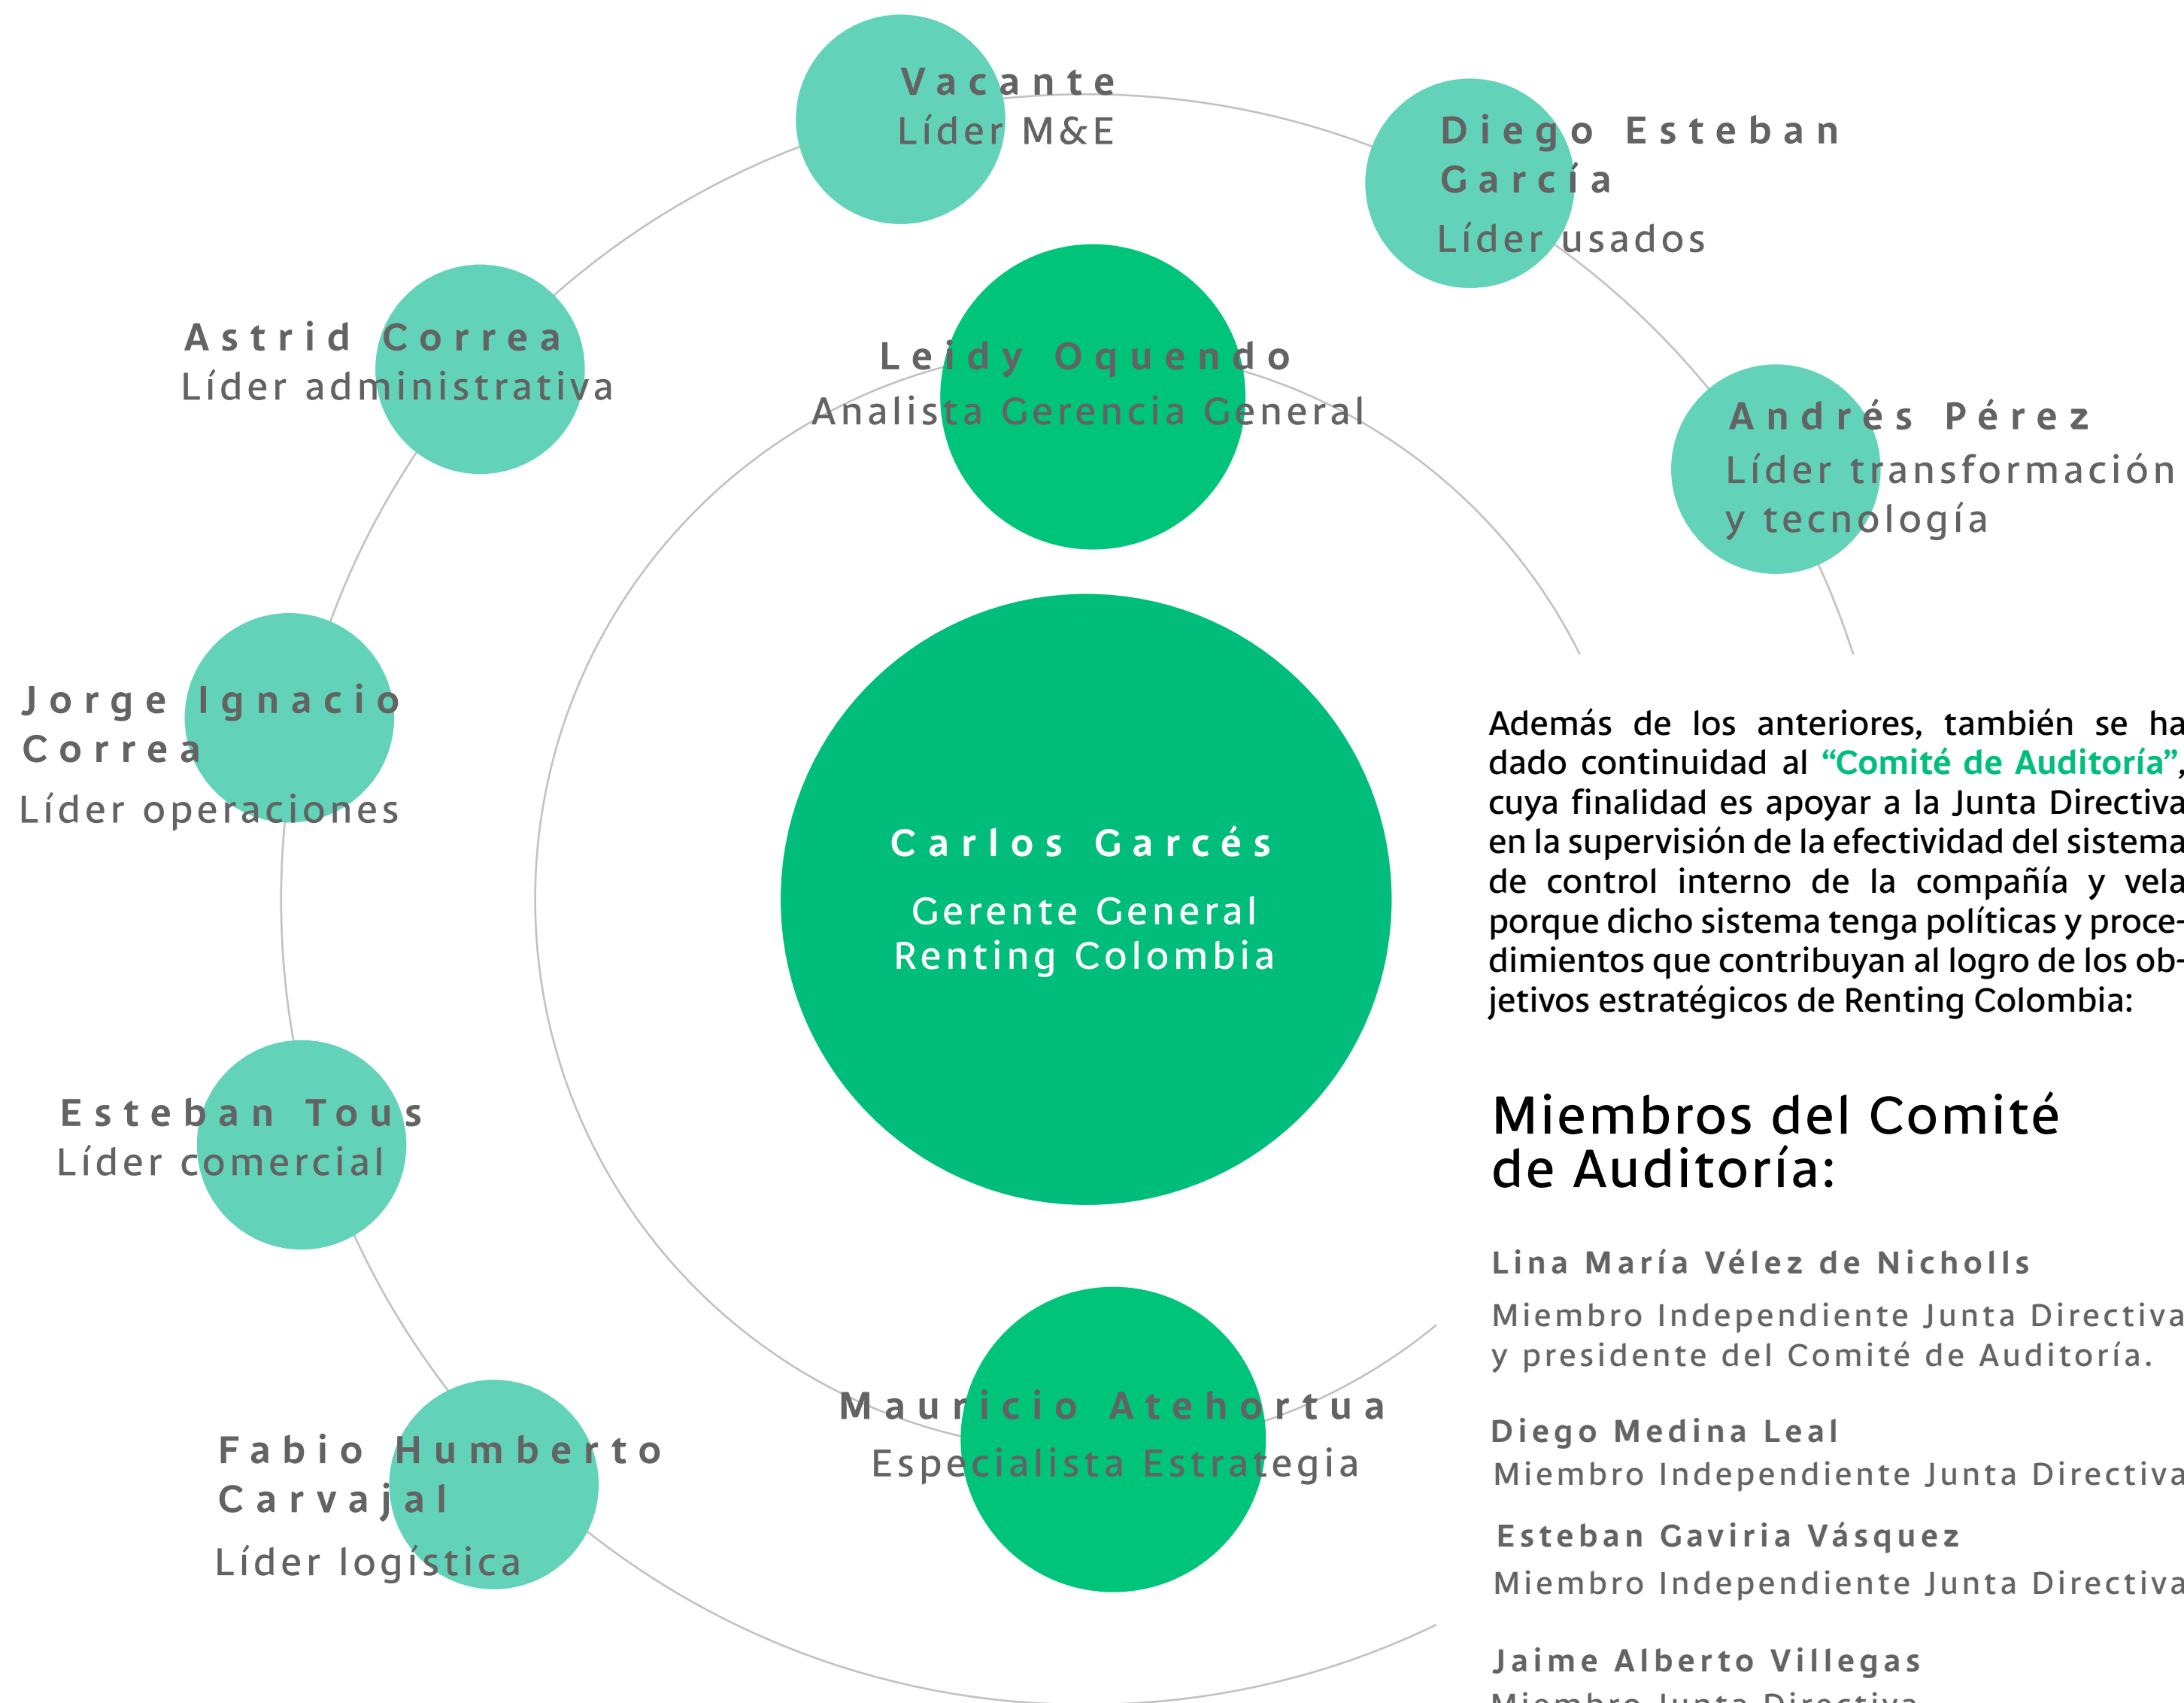 Vacante
Líder M&E
Diego Esteban
García
Líder usados
Astrid Correa
Líder administrativa
Leidy Oquendo
Analista Gerencia General
Andrés Pérez
Líder transformación
y tecnología
Jorge Ignacio
Correa
Líder operaciones
Carlos Garcés
Gerente General
Renting Colombia
Esteban Tous
Líder comercial
Mauricio Atehortua
Especialista Estrategia
Fabio Humberto
Carvajal
Líder logística
Además de los anteriores, también se ha
dado continuidad al “Comité de Auditoría”,
cuya finalidad es apoyar a la Junta Directiva
en la supervisión de la efectividad del sistema
de control interno de la compañía y vela
porque dicho sistema tenga políticas y proce-
dimientos que contribuyan al logro de los ob-
jetivos estratégicos de Renting Colombia:
Miembros del Comité
de Auditoría:
Lina María Vélez de Nicholls
Miembro Independiente Junta Directiva
y presidente del Comité de Auditoría.
Diego Medina Leal
Miembro Independiente Junta Directiva
Esteban Gaviria Vásquez
Miembro Independiente Junta Directiva
Jaime Alberto Villegas
Miembro Junta Directiva